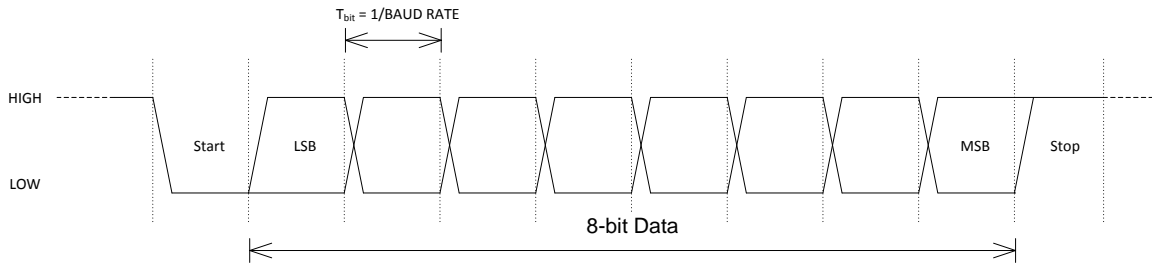 T_bit = 1/BAUD RATE
HIGH
Start
LSB
MSB
Stop
LOW
8-bit Data